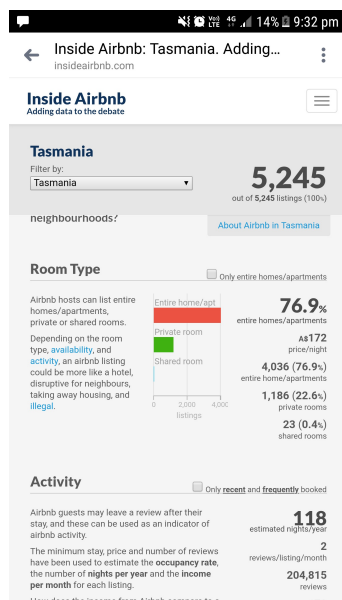 Vo))
LTE
4G
14%
9:32 pm
Inside Airbnb: Tasmania. Adding...
insideairbnb.com
Inside Airbnb
Adding data to the debate
Tasmania
Filter by:
Tasmania
5,245
out of 5,245 listings (100%)
neighbourhoods?
About Airbnb in Tasmania
Room Type
Only entire homes/apartments
Airbnb hosts can list entire
homes/apartments,
private or shared rooms.
Depending on the room
type, availability, and
activity, an airbnb listing
could be more like a hotel,
disruptive for neighbours,
taking away housing, and
illegal.
Entire home/apt
Private room
Shared room
0 2,000 4,000
listings
76.9%
entire homes/apartments
A$172
price/night
4,036 (76.9%)
entire home/apartments
1,186 (22.6%)
private rooms
23 (0.4%)
shared rooms
Activity
Only recent and frequently booked
Airbnb guests may leave a review after their
stay, and these can be used as an indicator of
airbnb activity.
The minimum stay, price and number of reviews
have been used to estimate the occupancy rate,
the number of nights per year and the income
per month for each listing.
118
estimated nights/year
2
reviews/listing/month
204,815
reviews